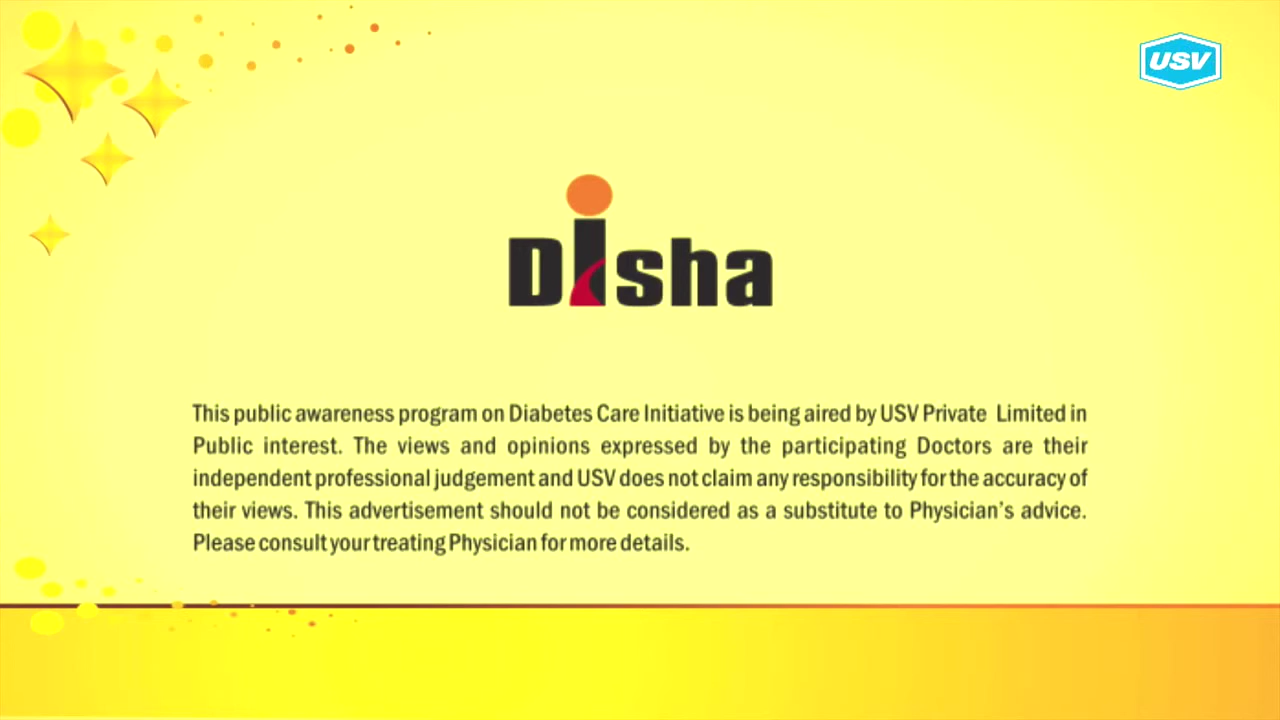 USV
Disha
This public awareness program on Diabetes Care Initiative is being aired by USV Private Limited in
Public interest. The views and opinions expressed by the participating Doctors are their
independent professional judgement and USV does not claim any responsibility for the accuracy of
their views. This advertisement should not be considered as a substitute to Physician's advice.
Please consult your treating Physician for more details.